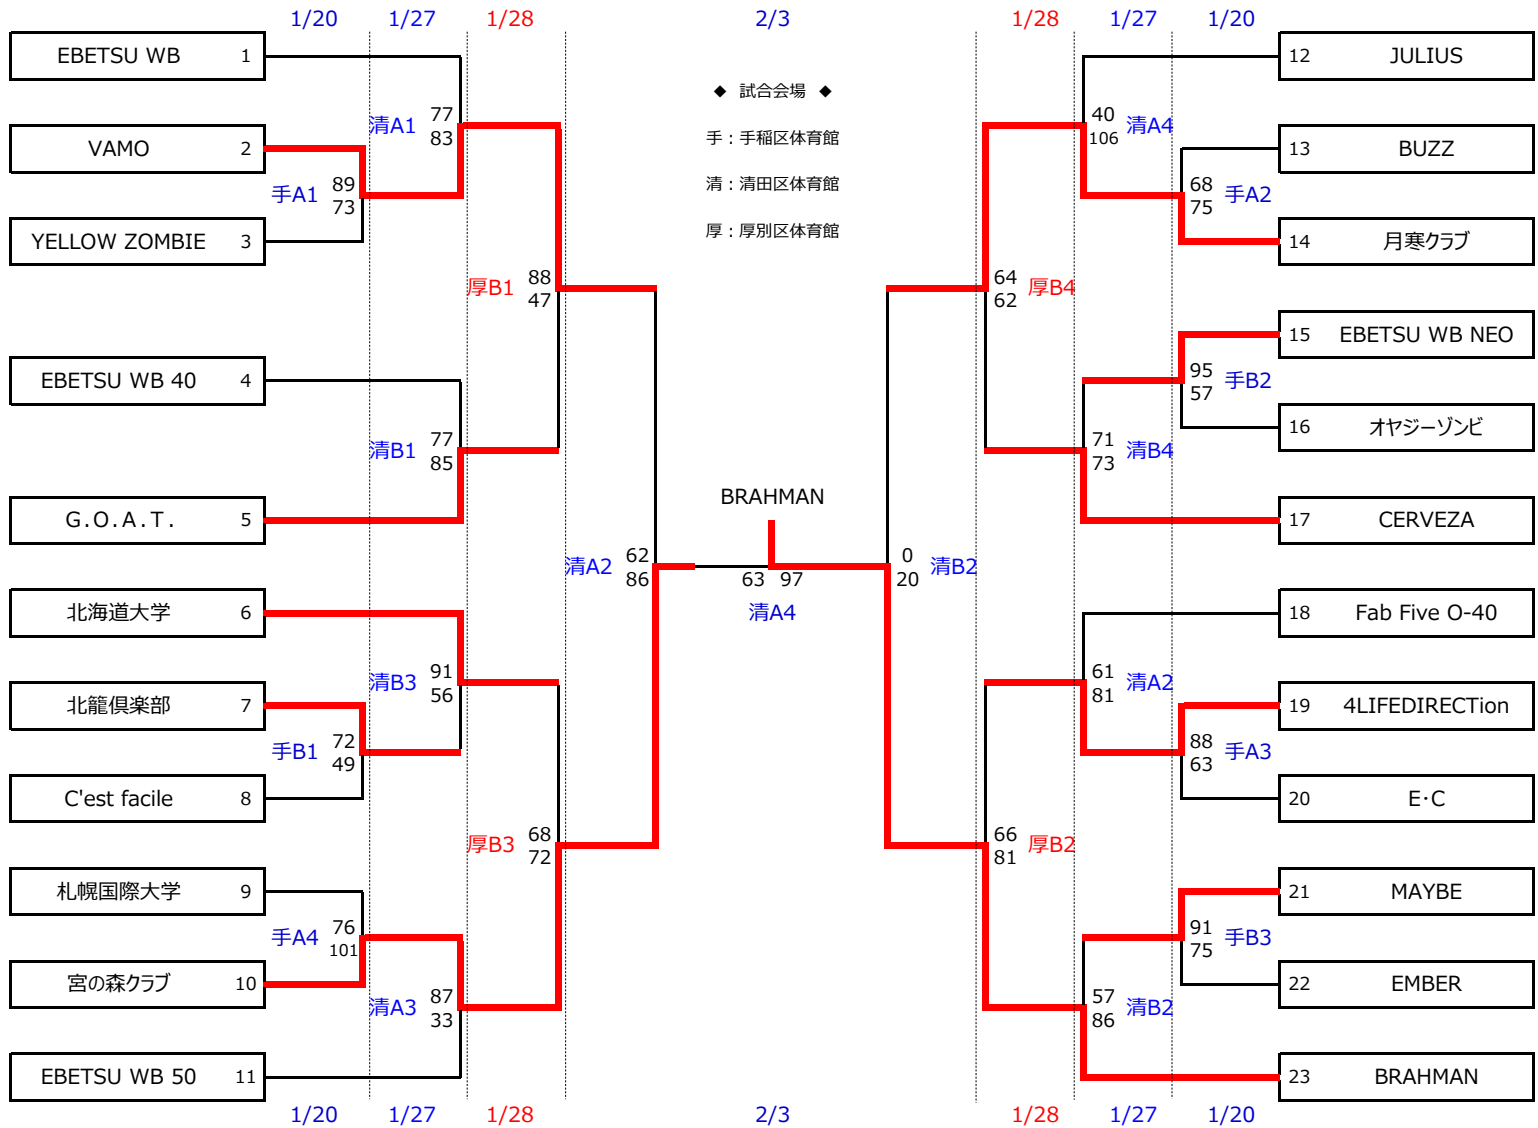 1/20 1/27 1/28 2/3 1/28 1/27 1/20
EBETSU WB 1
12 JULIUS
◆ 試合会場 ◆
77
清A1
83
40
清A4
106
手：手稲区体育館
VAMO 2
13 BUZZ
89
手A1
73
68
手A2
75
清：清田区体育館
YELLOW ZOMBIE 3
厚：厚別区体育館
14 月寒クラブ
88
厚B1
47
64
厚B4
62
15 EBETSU WB NEO
EBETSU WB 40 4
95
手B2
57
16 オヤジーゾンビ
77
清B1
85
71
清B4
73
BRAHMAN
G.O.A.T. 5
17 CERVEZA
62
清A2
86
63 97
清A4
0
清B2
20
北海道大学 6
18 Fab Five O-40
91
清B3
56
61
清A2
81
北籠倶楽部 7
19 4LIFEDIRECTion
72
手B1
49
88
手A3
63
C'est facile 8
20 E･C
68
厚B3
72
66
厚B2
81
札幌国際大学 9
21 MAYBE
76
手A4
101
91
手B3
75
宮の森クラブ 10
22 EMBER
87
清A3
33
57
清B2
86
EBETSU WB 50 11
23 BRAHMAN
1/20 1/27 1/28 2/3 1/28 1/27 1/20